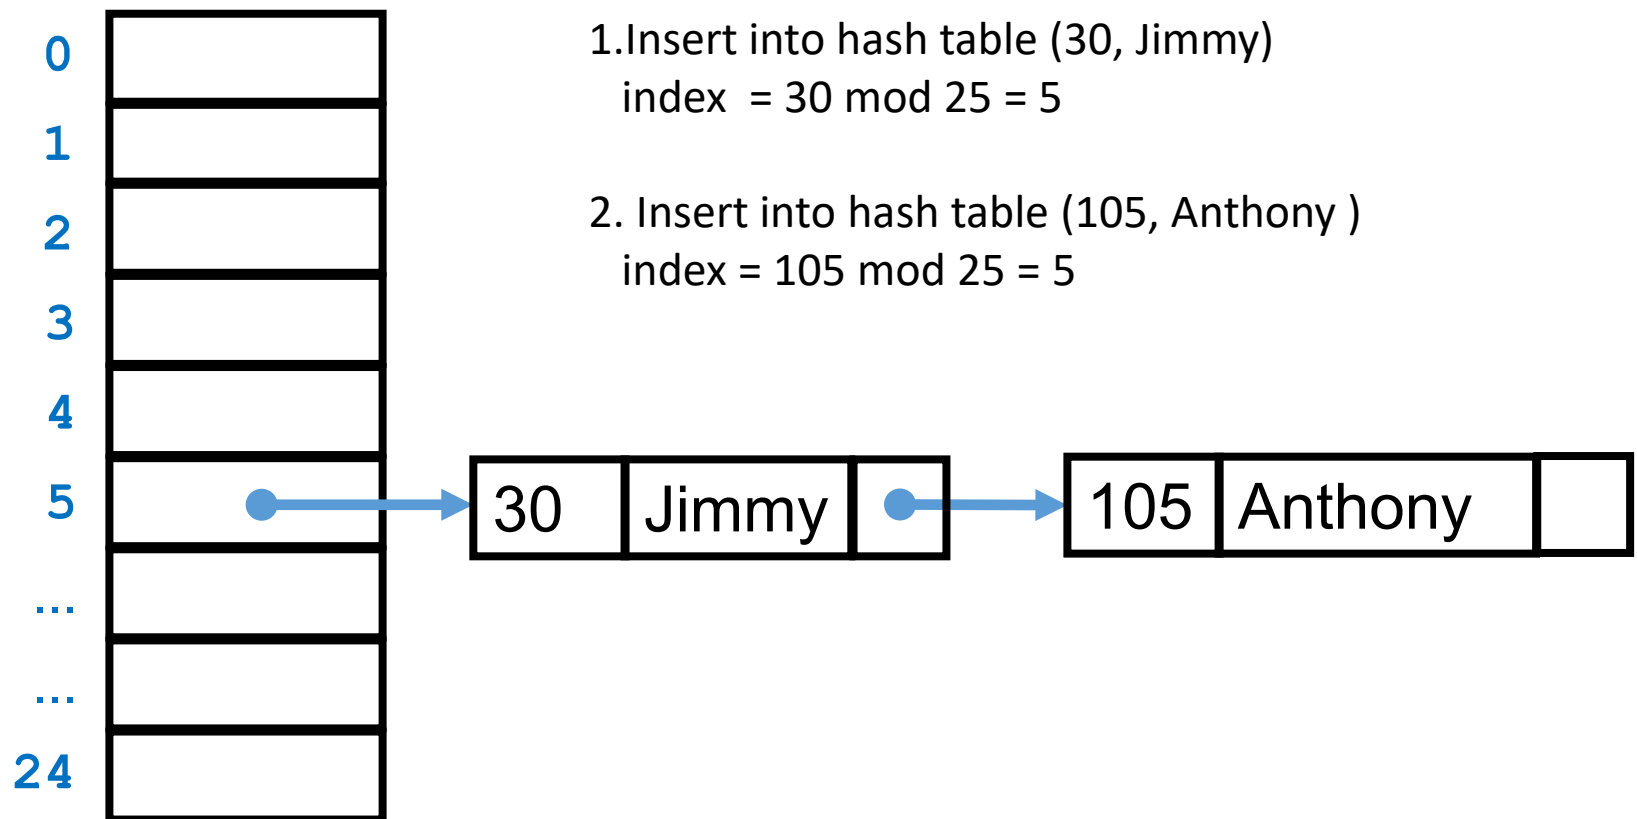 1.Insert into hash table (30, Jimmy)
index  = 30 mod 25 = 5
2. Insert into hash table (105, Anthony )
index = 105 mod 25 = 5
0
1
2
3
4
5 30 Jimmy 105 Anthony
...
...
24